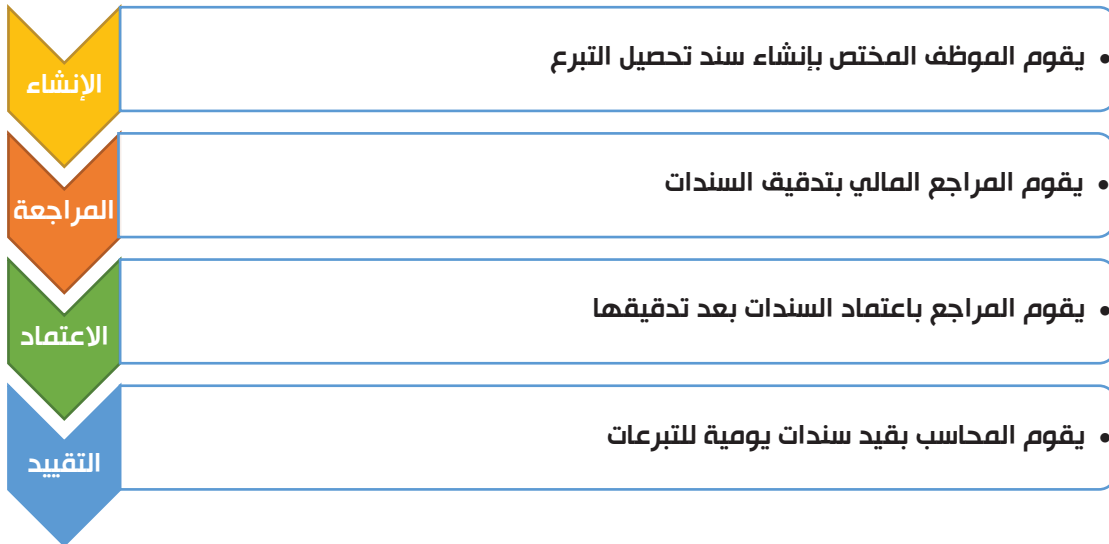 الإنشاء
• يقوم الموظف المختص بإنشاء سند تحصيل التبرع
المراجعة
• يقوم المراجع المالي بتدقيق السندات
الاعتماد
• يقوم المراجع باعتماد السندات بعد تدقيقها
التقييد
• يقوم المحاسب بقيد سندات يومية للتبرعات